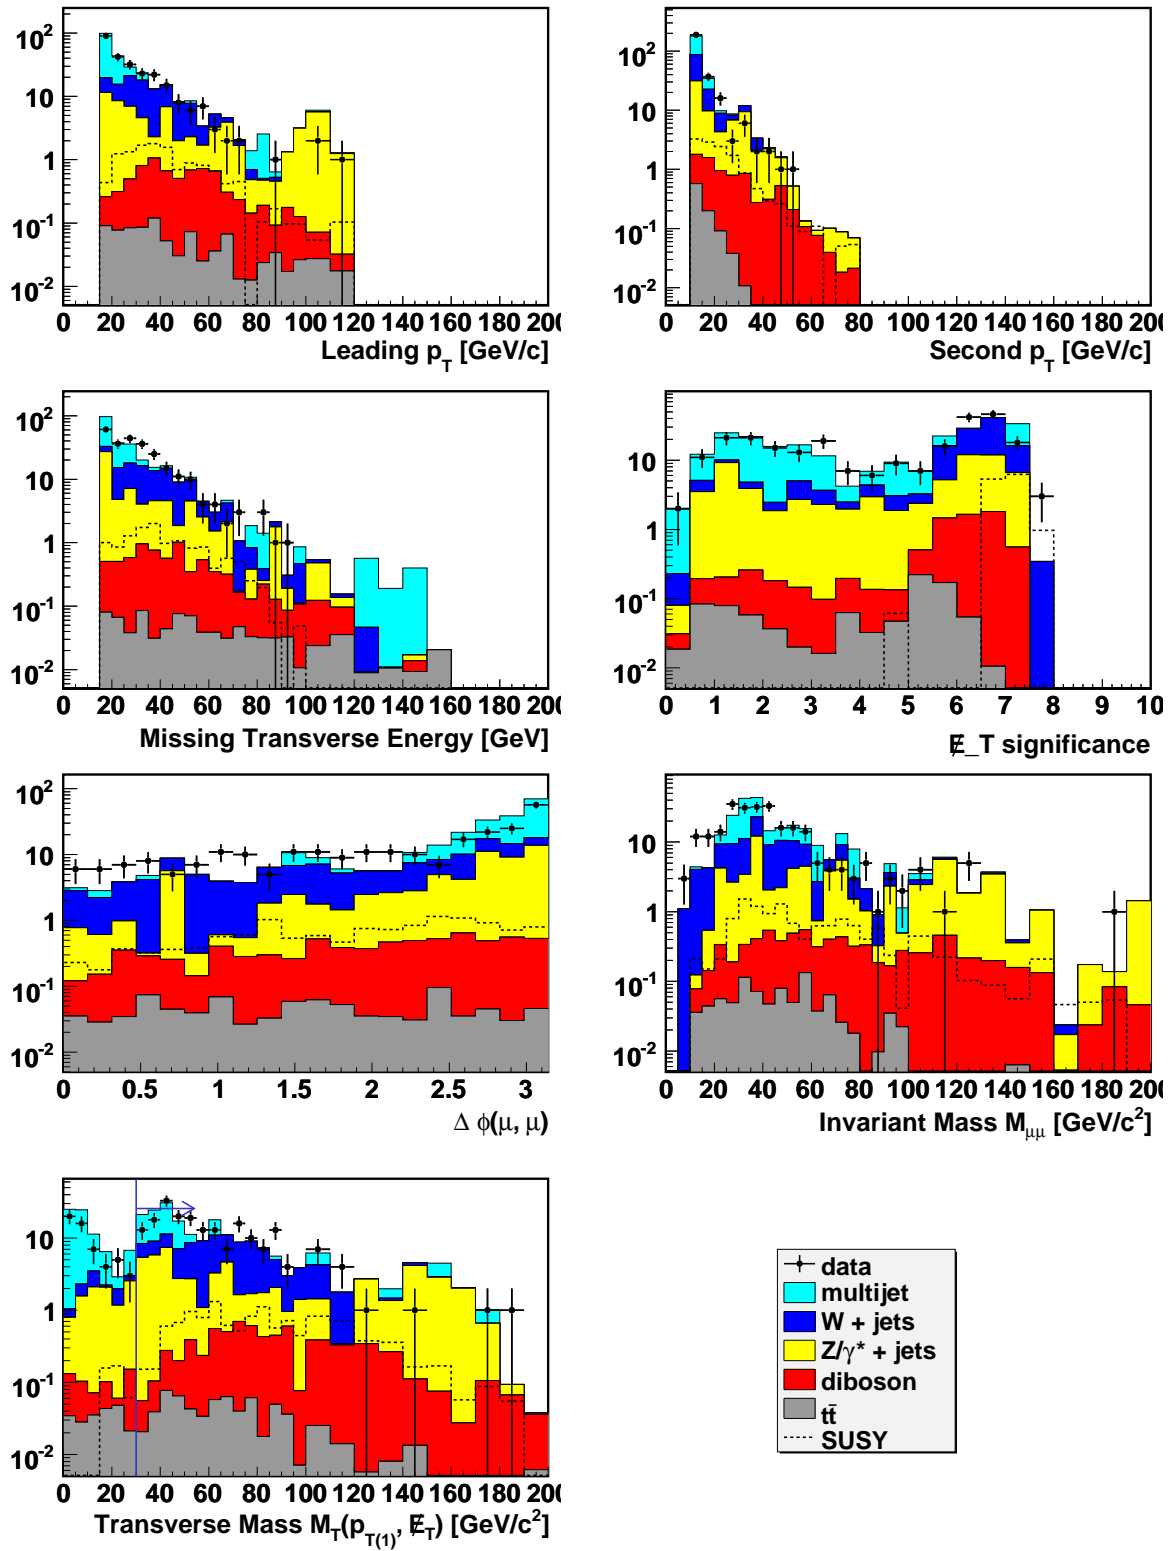 10²
10
1
10⁻¹
10⁻²
0 20 40 60 80 100 120 140 160 180 200
Leading p_T [GeV/c]
10²
10
1
10⁻¹
10⁻²
0 20 40 60 80 100 120 140 160 180 200
Second p_T [GeV/c]
10²
10
1
10⁻¹
10⁻²
0 20 40 60 80 100 120 140 160 180 200
Missing Transverse Energy [GeV]
10
1
10⁻¹
10⁻²
0 1 2 3 4 5 6 7 8 9 10
E̸_T significance
10²
10
1
10⁻¹
10⁻²
0 0.5 1 1.5 2 2.5 3
Δ ϕ(μ, μ)
10
1
10⁻¹
10⁻²
0 20 40 60 80 100 120 140 160 180 200
Invariant Mass M_μμ [GeV/c²]
10
1
10⁻¹
10⁻²
0 20 40 60 80 100 120 140 160 180 200
Transverse Mass M_T(p_T(1), E̸_T) [GeV/c²]
data
multijet
W + jets
Z/γ* + jets
diboson
tt̄
SUSY